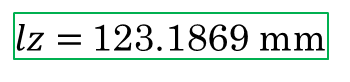 lz = 123.1869 mm